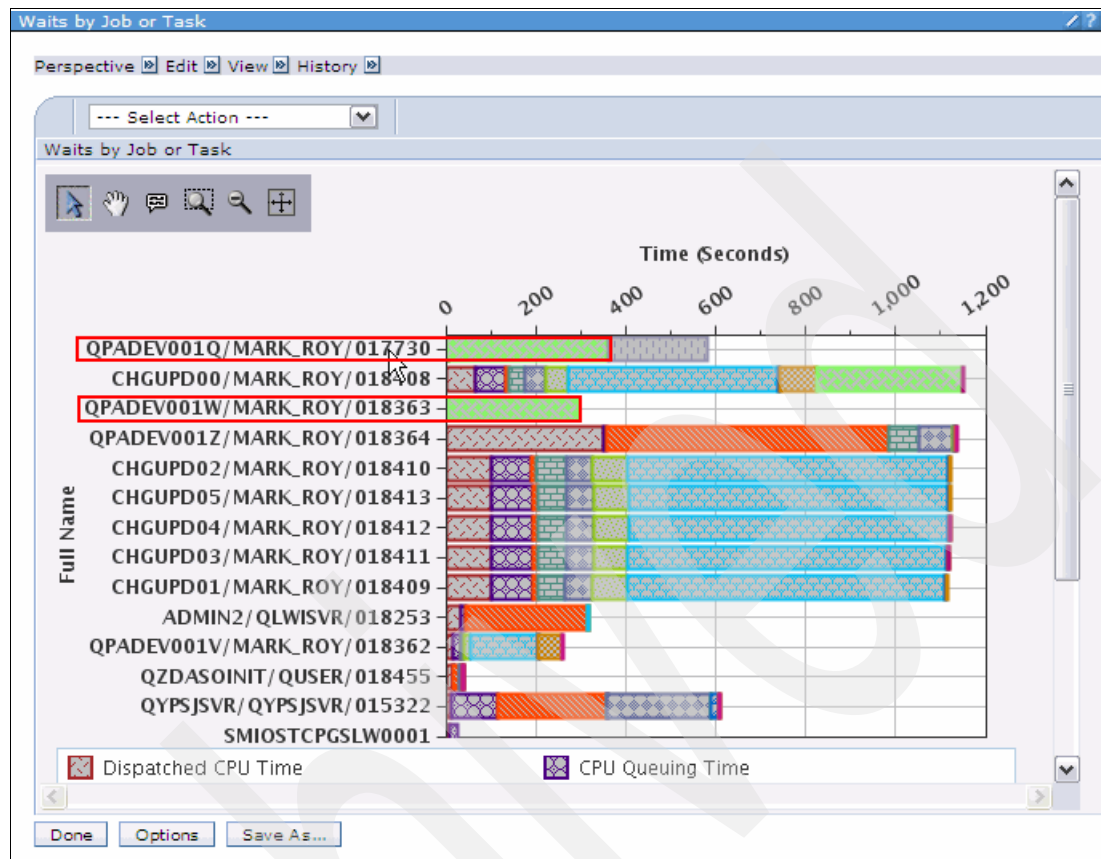 Waits by Job or Task
Perspective Edit View History
--- Select Action ---
Waits by Job or Task
Time (Seconds)
0 200 400 600 800 1,000 1,200
Full Name
QPADEV001Q/MARK_ROY/017730
CHGUPD00/MARK_ROY/018408
QPADEV001W/MARK_ROY/018363
QPADEV001Z/MARK_ROY/018364
CHGUPD02/MARK_ROY/018410
CHGUPD05/MARK_ROY/018413
CHGUPD04/MARK_ROY/018412
CHGUPD03/MARK_ROY/018411
CHGUPD01/MARK_ROY/018409
ADMIN2/QLWISVR/018253
QPADEV001V/MARK_ROY/018362
QZDASOINIT/QUSER/018455
QYPSJSVR/QYPSJSVR/015322
SMIOSTCPGSLW0001
Dispatched CPU Time CPU Queuing Time
Done Options Save As...